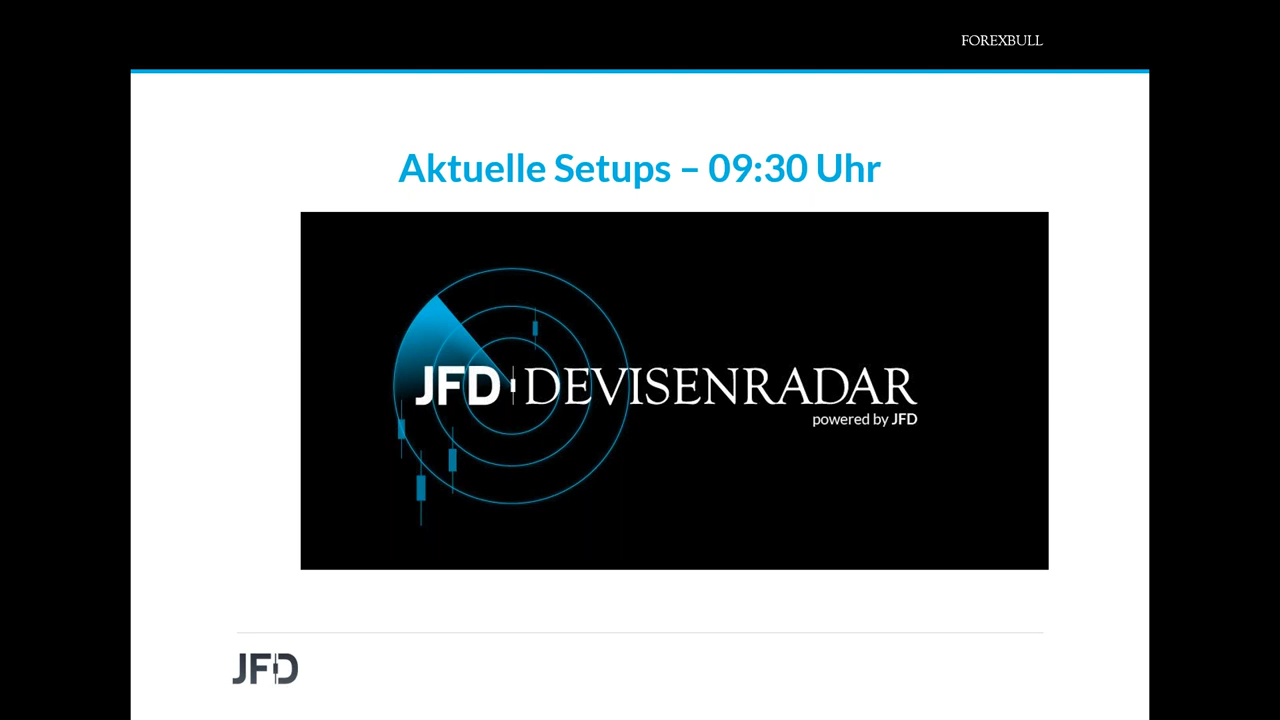 FOREXBULL
Aktuelle Setups – 09:30 Uhr
JFD DEVISENRADAR
powered by JFD
JFD